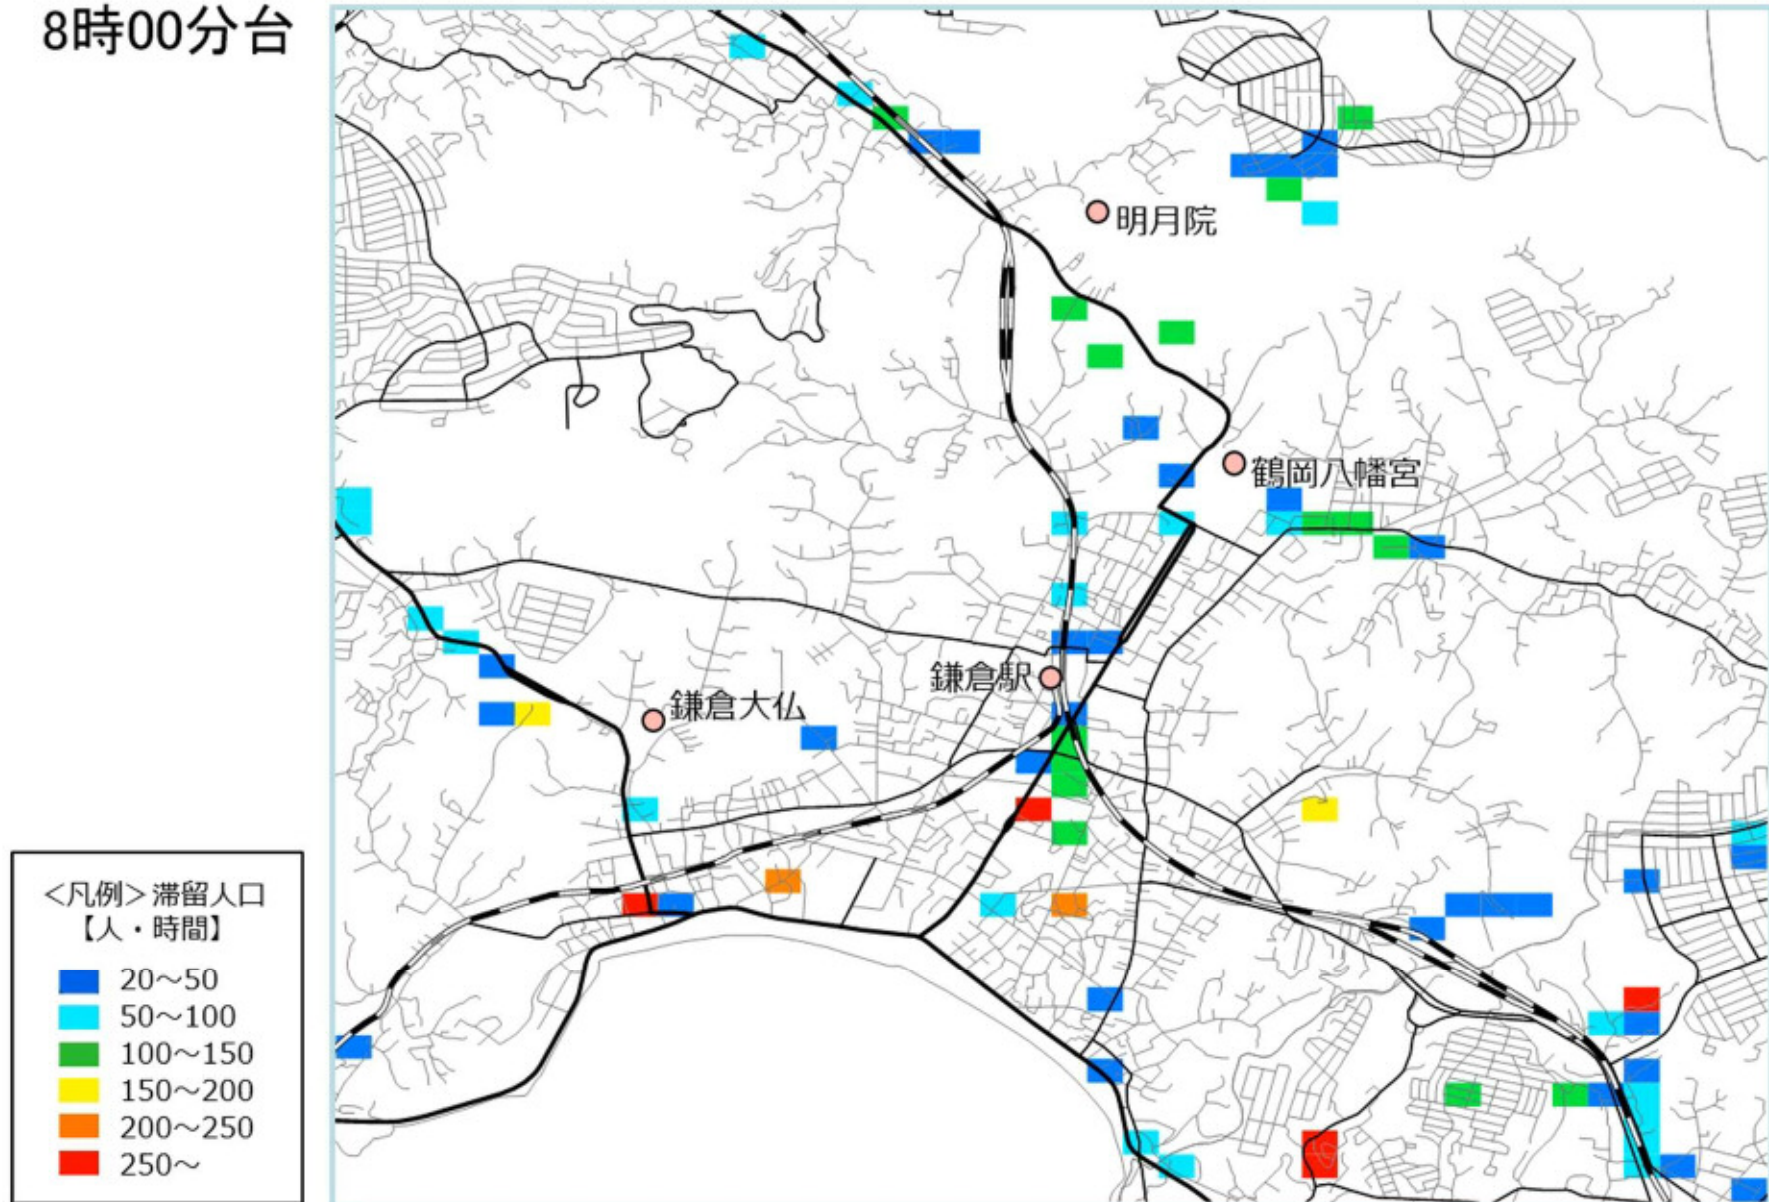 8時00分台
明月院
鶴岡八幡宮
鎌倉駅
鎌倉大仏
<凡例>滞留人口
【人・時間】
20～50
50～100
100～150
150～200
200～250
250～